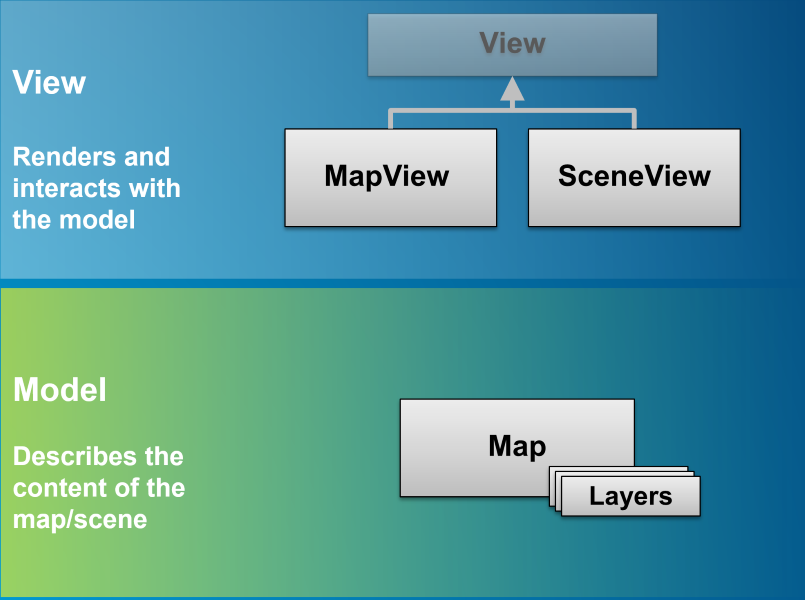 View
View
Renders and
interacts with
the model
MapView
SceneView
Model
Describes the
content of the
map/scene
Map
Layers